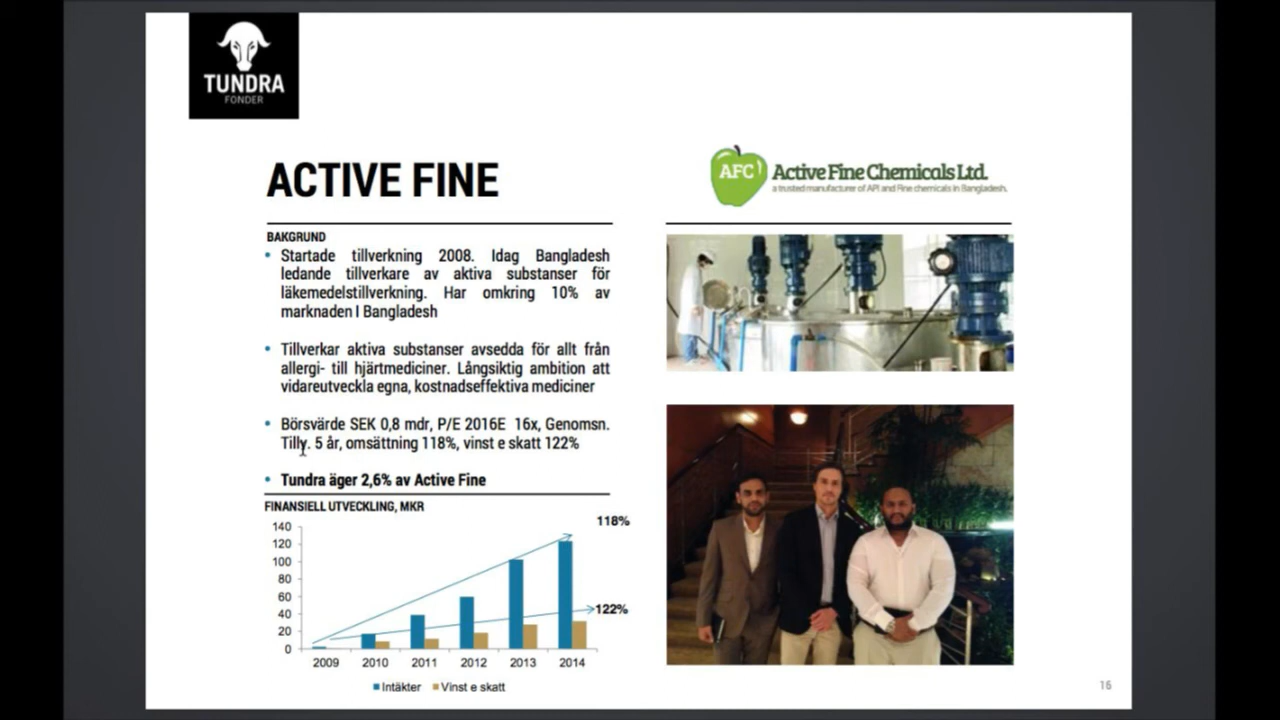 TUNDRA
FONDER
ACTIVE FINE
AFC
Active Fine Chemicals Ltd.
a trusted manufacturer of API and Fine chemicals in Bangladesh.
BAKGRUND
• Startade tillverkning 2008. Idag Bangladesh
ledande tillverkare av aktiva substanser för
läkemedelstillverkning. Har omkring 10% av
marknaden I Bangladesh
• Tillverkar aktiva substanser avsedda för allt från
allergi- till hjärtmediciner. Långsiktig ambition att
vidareutveckla egna, kostnadseffektiva mediciner
• Börsvärde SEK 0,8 mdr, P/E 2016E 16x, Genomsn.
Tillv. 5 år, omsättning 118%, vinst e skatt 122%
• Tundra äger 2,6% av Active Fine
FINANSIELL UTVECKLING, MKR
140
120
100
80
60
40
20
0
118%
122%
2009 2010 2011 2012 2013 2014
Intäkter Vinst e skatt
16